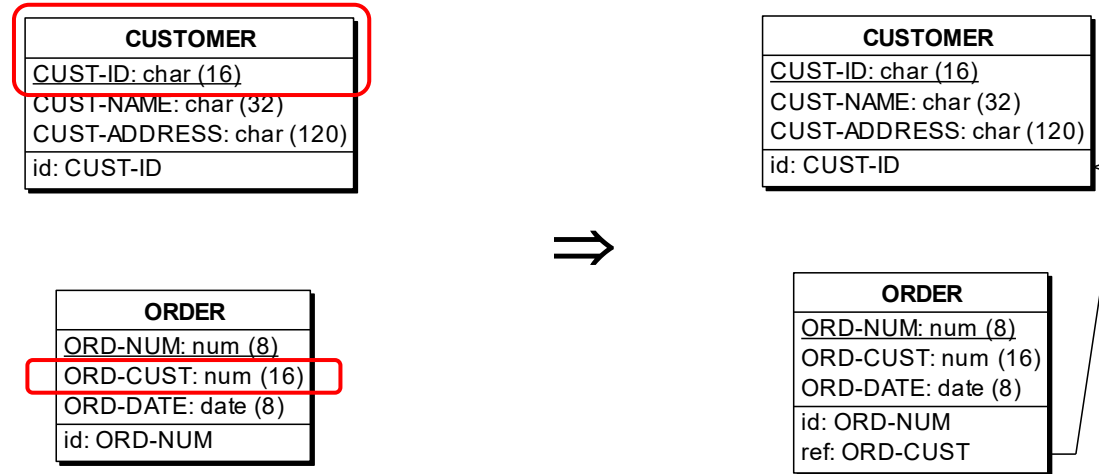 CUSTOMER
CUST-ID: char (16)
CUST-NAME: char (32)
CUST-ADDRESS: char (120)
id: CUST-ID
ORDER
ORD-NUM: num (8)
ORD-CUST: num (16)
ORD-DATE: date (8)
id: ORD-NUM
⇒
CUSTOMER
CUST-ID: char (16)
CUST-NAME: char (32)
CUST-ADDRESS: char (120)
id: CUST-ID
ORDER
ORD-NUM: num (8)
ORD-CUST: num (16)
ORD-DATE: date (8)
id: ORD-NUM
ref: ORD-CUST